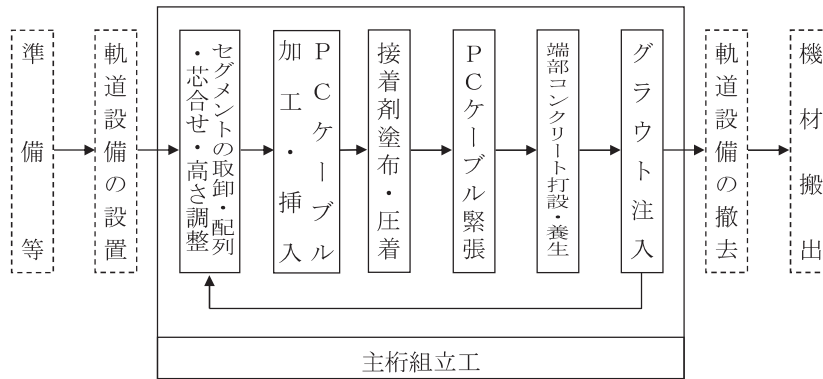 準備等
軌道設備の設置
セグメントの取卸・配列
・芯合せ・高さ調整
PCケーブル
加工・挿入
接着剤塗布・圧着
PCケーブル緊張
端部コンクリート打設・養生
グラウト注入
軌道設備の撤去
機材搬出
主桁組立工